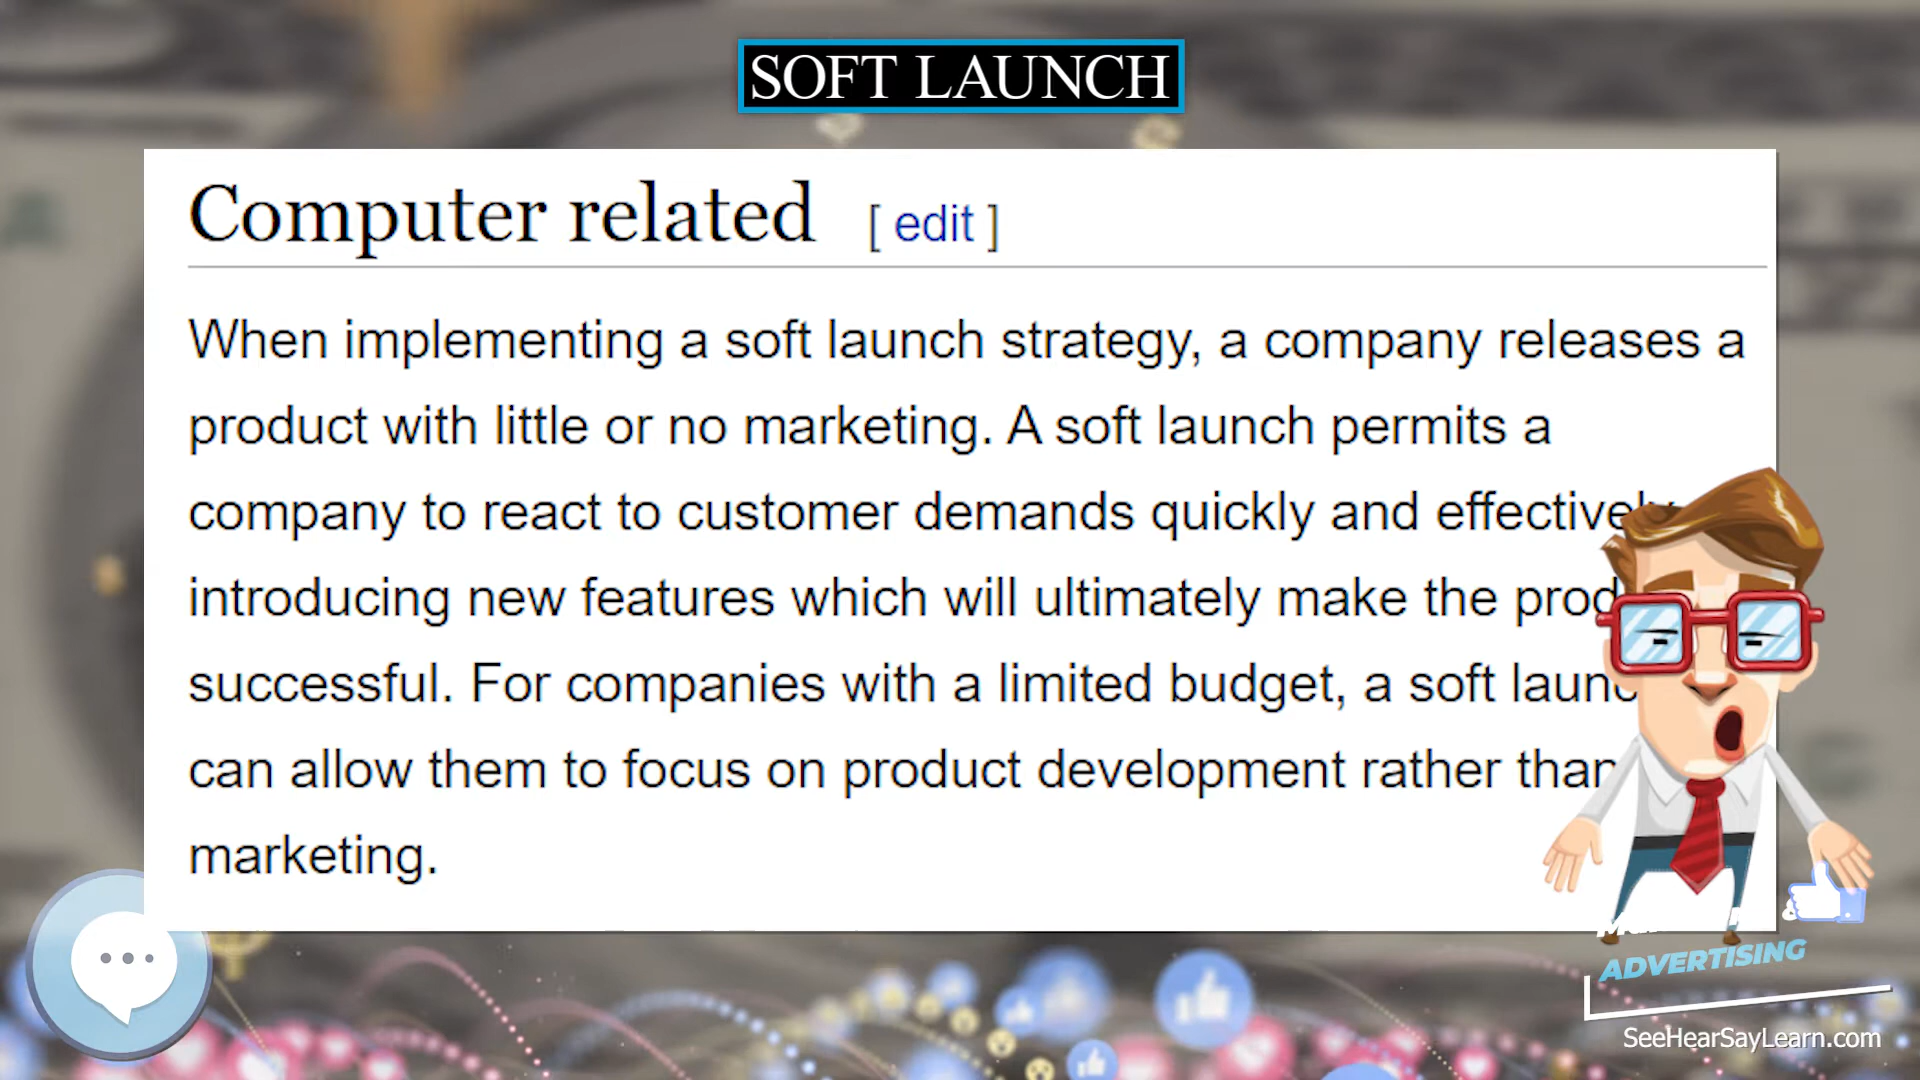 SOFT LAUNCH
Computer related [ edit ]
When implementing a soft launch strategy, a company releases a
product with little or no marketing. A soft launch permits a
company to react to customer demands quickly and effectively
introducing new features which will ultimately make the
successful. For companies with a limited budget, a soft launch
can allow them to focus on product development rather than
marketing.
ADVERTISING
SeeHearSayLearn.com